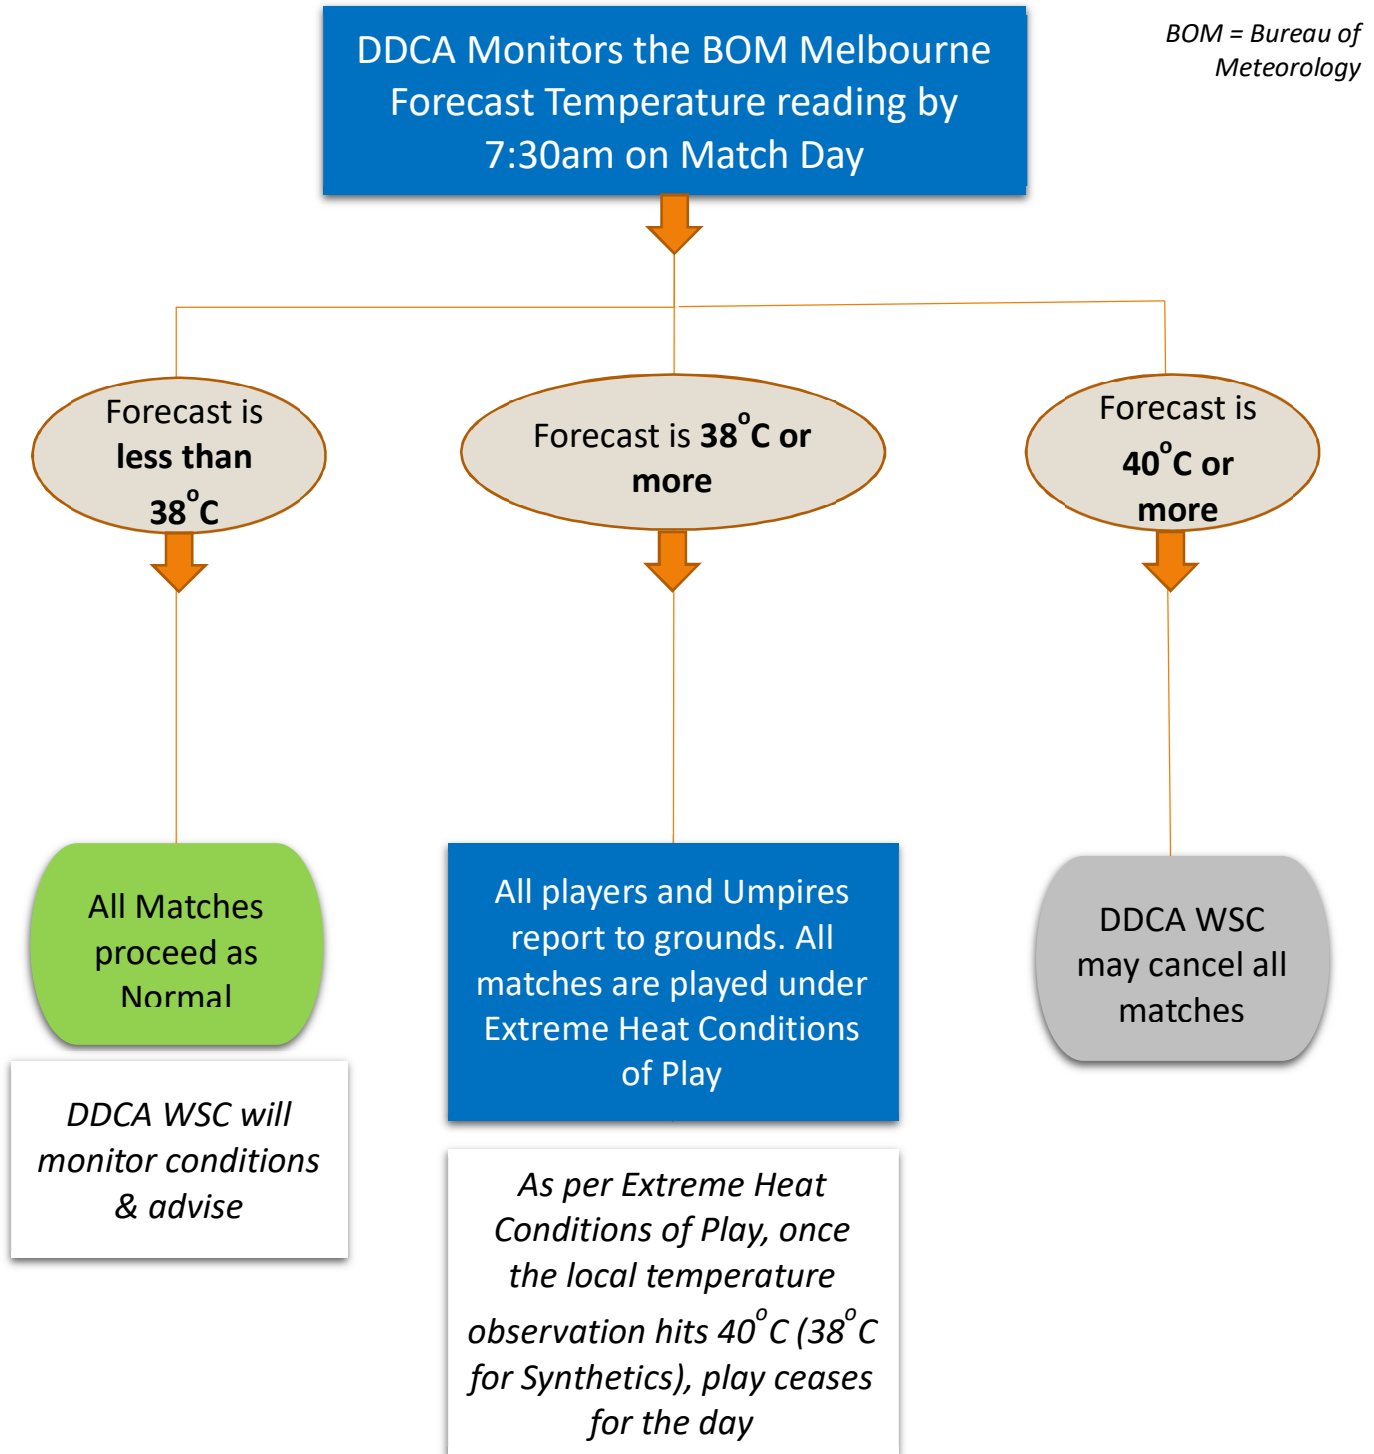 DDCA Monitors the BOM Melbourne
Forecast Temperature reading by
7:30am on Match Day
BOM = Bureau of
Meteorology
Forecast is
less than
38°C
Forecast is 38°C or
more
Forecast is
40°C or
more
All Matches
proceed as
Normal
DDCA WSC will
monitor conditions
& advise
All players and Umpires
report to grounds. All
matches are played under
Extreme Heat Conditions
of Play
As per Extreme Heat
Conditions of Play, once
the local temperature
observation hits 40°C (38°C
for Synthetics), play ceases
for the day
DDCA WSC
may cancel all
matches